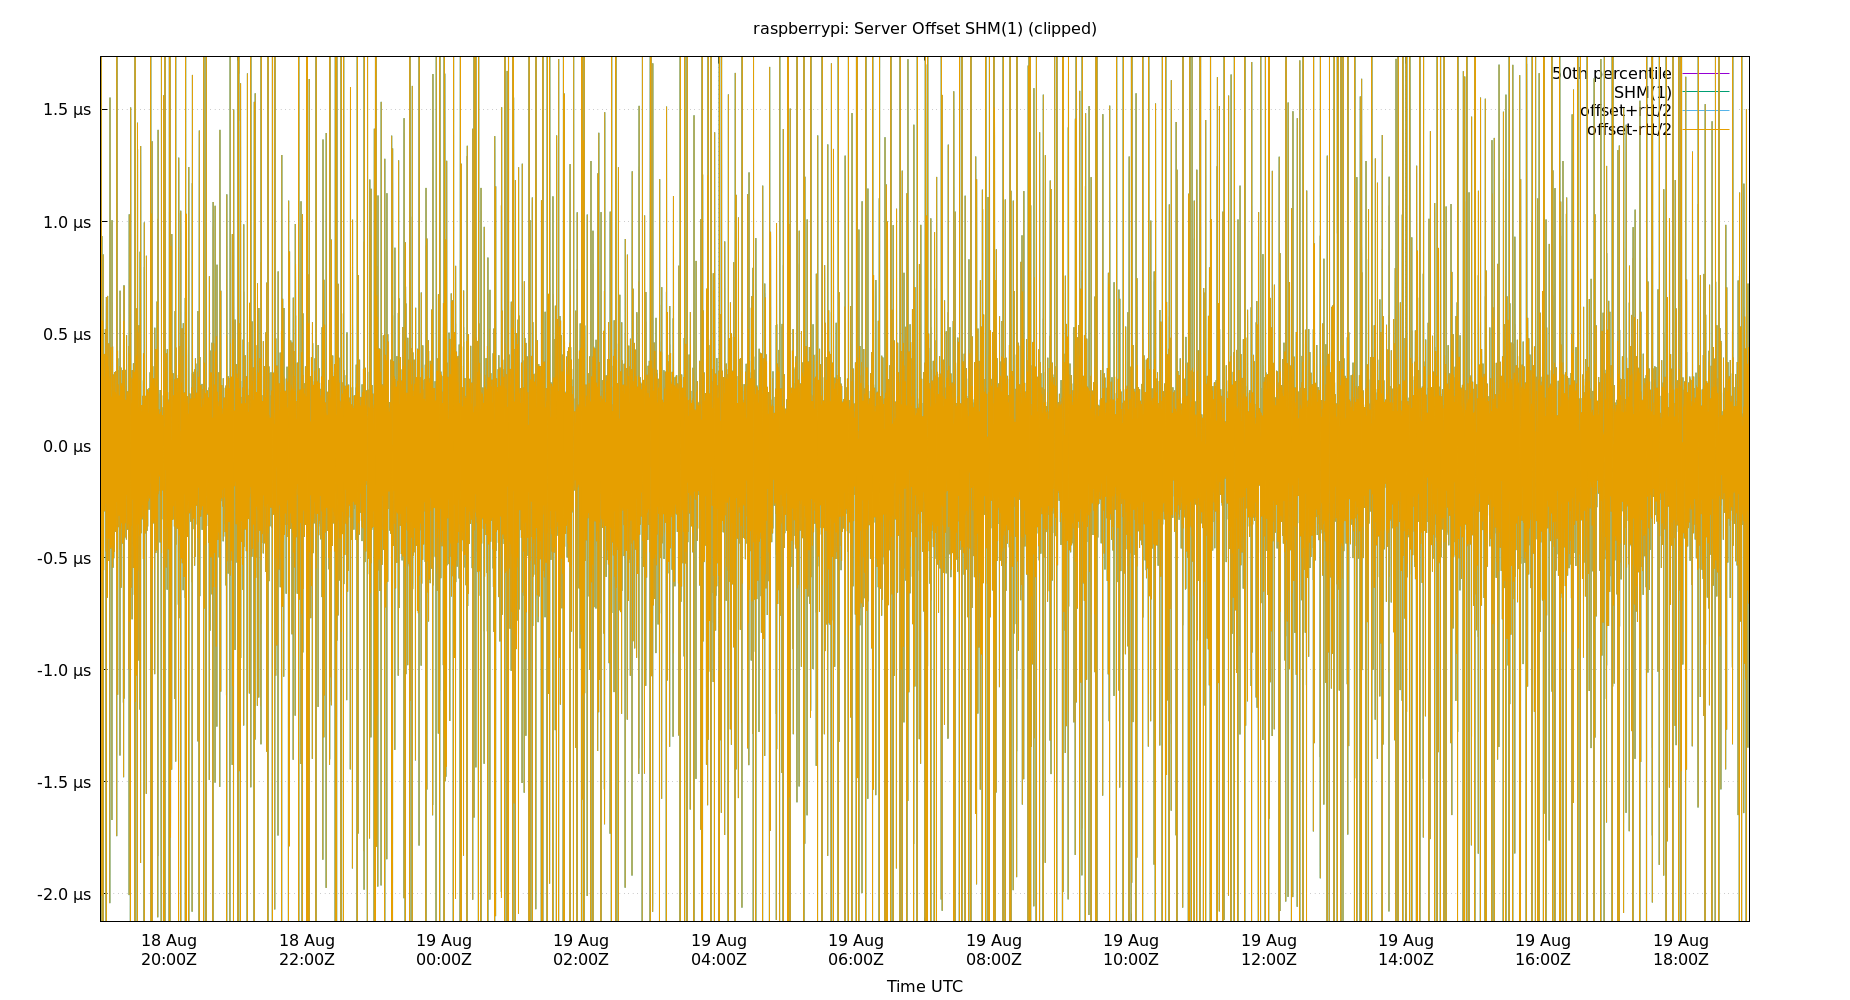 raspberrypi: Server Offset SHM(1) (clipped)
50th percentile
SHM(1)
offset+rtt/2
offset-rtt/2
1.5 µs
1.0 µs
0.5 µs
0.0 µs
-0.5 µs
-1.0 µs
-1.5 µs
-2.0 µs
18 Aug 18 Aug 19 Aug 19 Aug 19 Aug 19 Aug 19 Aug 19 Aug 19 Aug 19 Aug 19 Aug 19 Aug
20:00Z 22:00Z 00:00Z 02:00Z 04:00Z 06:00Z 08:00Z 10:00Z 12:00Z 14:00Z 16:00Z 18:00Z
Time UTC